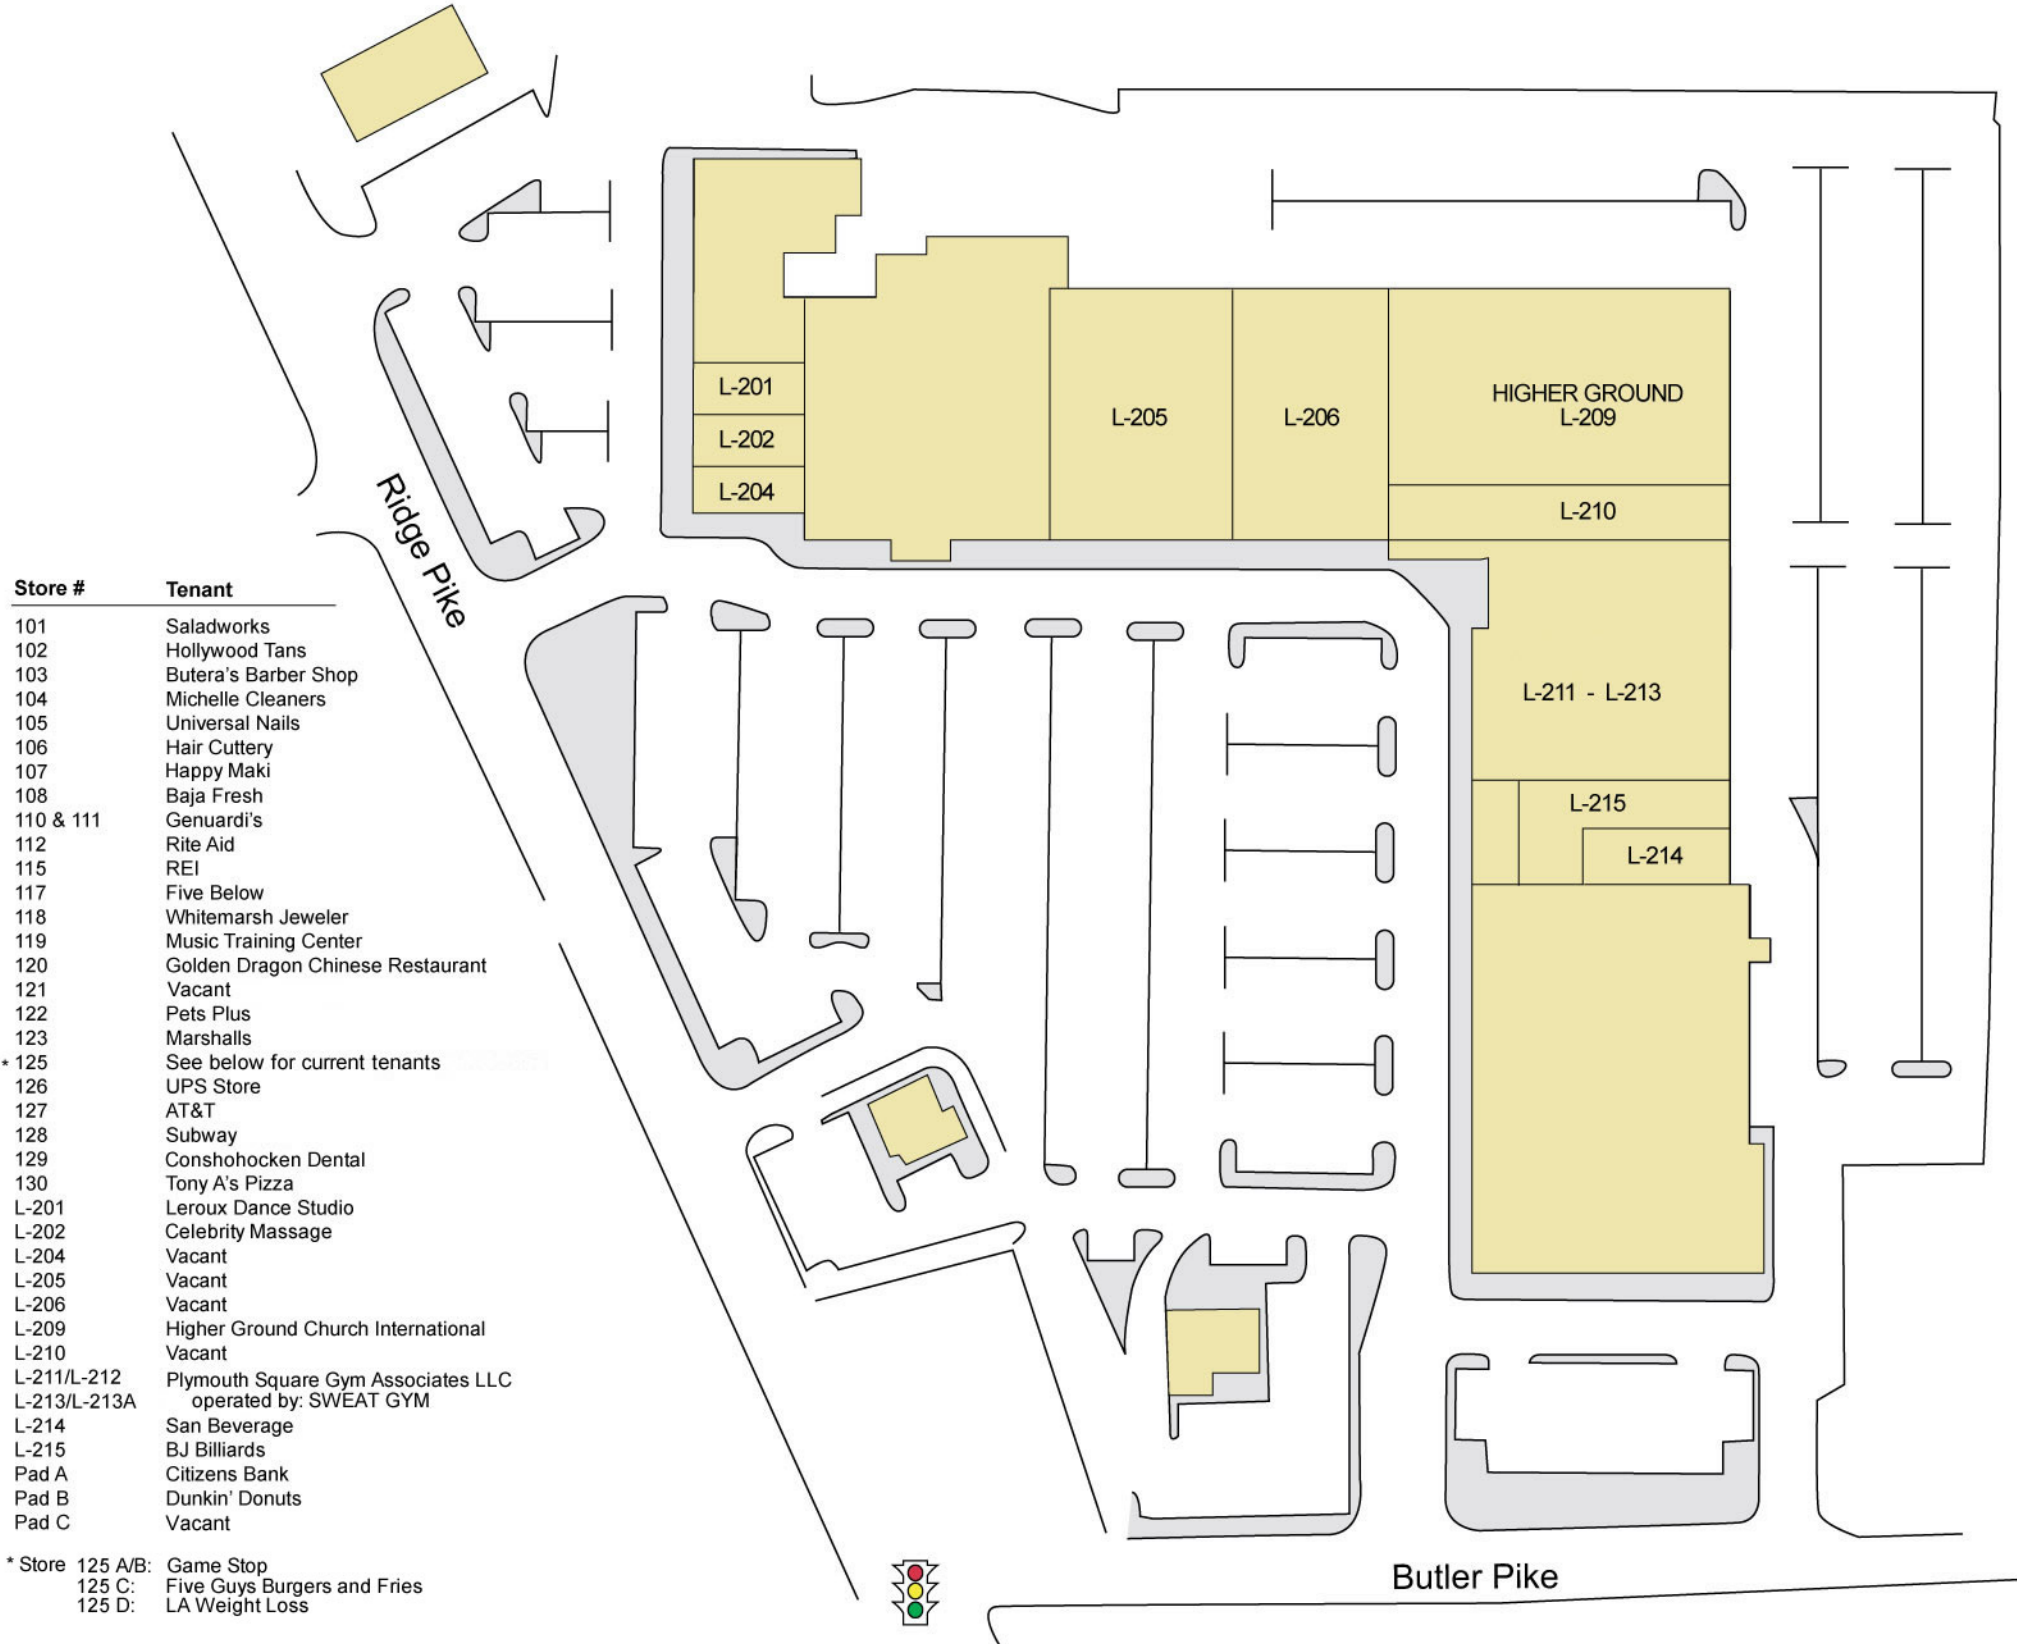 L-201
L-202
L-204
L-205
L-206
HIGHER GROUND
L-209
L-210
L-211 - L-213
L-215
L-214
Ridge Pike
Butler Pike
Store # Tenant
101 Saladworks
102 Hollywood Tans
103 Butera's Barber Shop
104 Michelle Cleaners
105 Universal Nails
106 Hair Cuttery
107 Happy Maki
108 Baja Fresh
110 & 111 Genuardi's
112 Rite Aid
115 REI
117 Five Below
118 Whitemarsh Jeweler
119 Music Training Center
120 Golden Dragon Chinese Restaurant
121 Vacant
122 Pets Plus
123 Marshalls
* 125 See below for current tenants
126 UPS Store
127 AT&T
128 Subway
129 Conshohocken Dental
130 Tony A's Pizza
L-201 Leroux Dance Studio
L-202 Celebrity Massage
L-204 Vacant
L-205 Vacant
L-206 Vacant
L-209 Higher Ground Church International
L-210 Vacant
L-211/L-212 Plymouth Square Gym Associates LLC
L-213/L-213A operated by: SWEAT GYM
L-214 San Beverage
L-215 BJ Billiards
Pad A Citizens Bank
Pad B Dunkin' Donuts
Pad C Vacant
* Store 125 A/B: Game Stop
125 C: Five Guys Burgers and Fries
125 D: LA Weight Loss